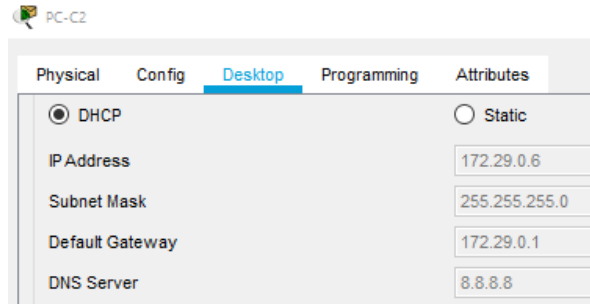 PC-C2
Physical Config Desktop Programming Attributes
DHCP Static
IP Address 172.29.0.6
Subnet Mask 255.255.255.0
Default Gateway 172.29.0.1
DNS Server 8.8.8.8